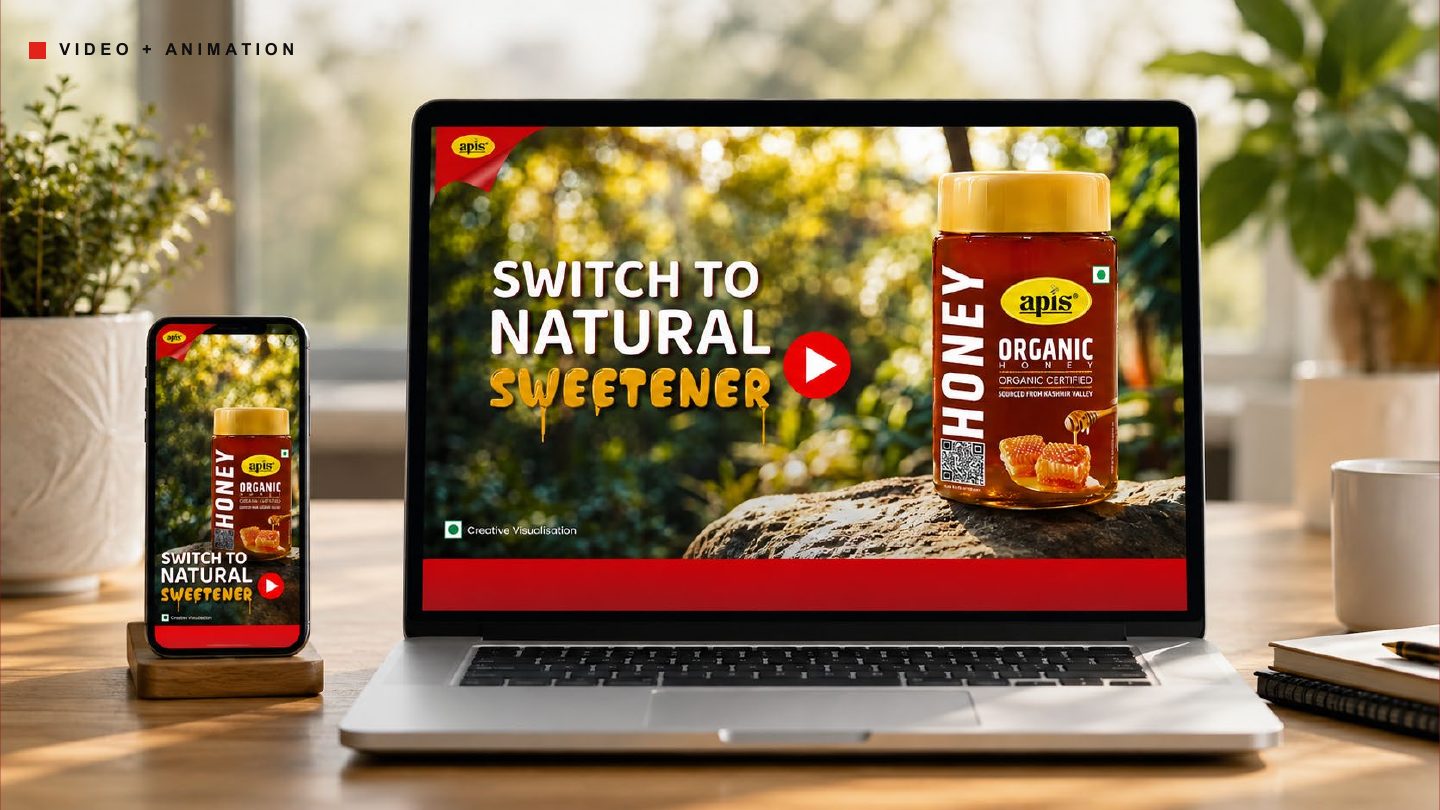 VIDEO + ANIMATION
apis®
SWITCH TO
NATURAL
SWEETENER
Creative Visualisation
HONEY
apis®
ORGANIC
HONEY
ORGANIC CERTIFIED
SOURCED FROM KASHMIR VALLEY
apis
HONEY
apis
ORGANIC
HONEY
SWITCH TO
NATURAL
SWEETENER
Creative Visualisation